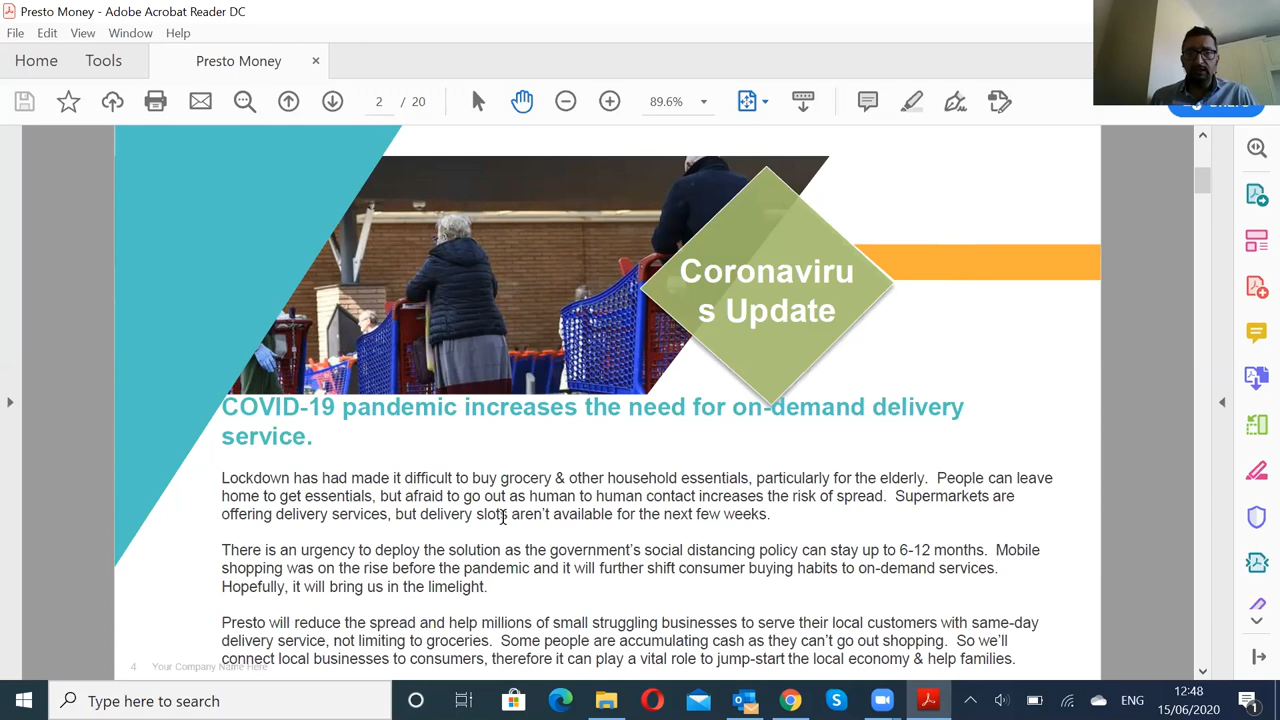 Presto Money - Adobe Acrobat Reader DC
File Edit View Window Help
Home Tools Presto Money ×
2 / 20 89.6%
Coronaviru
s Update
COVID-19 pandemic increases the need for on-demand delivery
service.
Lockdown has had made it difficult to buy grocery & other household essentials, particularly for the elderly. People can leave
home to get essentials, but afraid to go out as human to human contact increases the risk of spread. Supermarkets are
offering delivery services, but delivery slots aren't available for the next few weeks.
There is an urgency to deploy the solution as the government's social distancing policy can stay up to 6-12 months. Mobile
shopping was on the rise before the pandemic and it will further shift consumer buying habits to on-demand services.
Hopefully, it will bring us in the limelight.
Presto will reduce the spread and help millions of small struggling businesses to serve their local customers with same-day
delivery service, not limiting to groceries. Some people are accumulating cash as they can't go out shopping. So we'll
connect local businesses to consumers, therefore it can play a vital role to jump-start the local economy & help families.
4 Your Company Name Here
Type here to search
ENG
12:48
15/06/2020